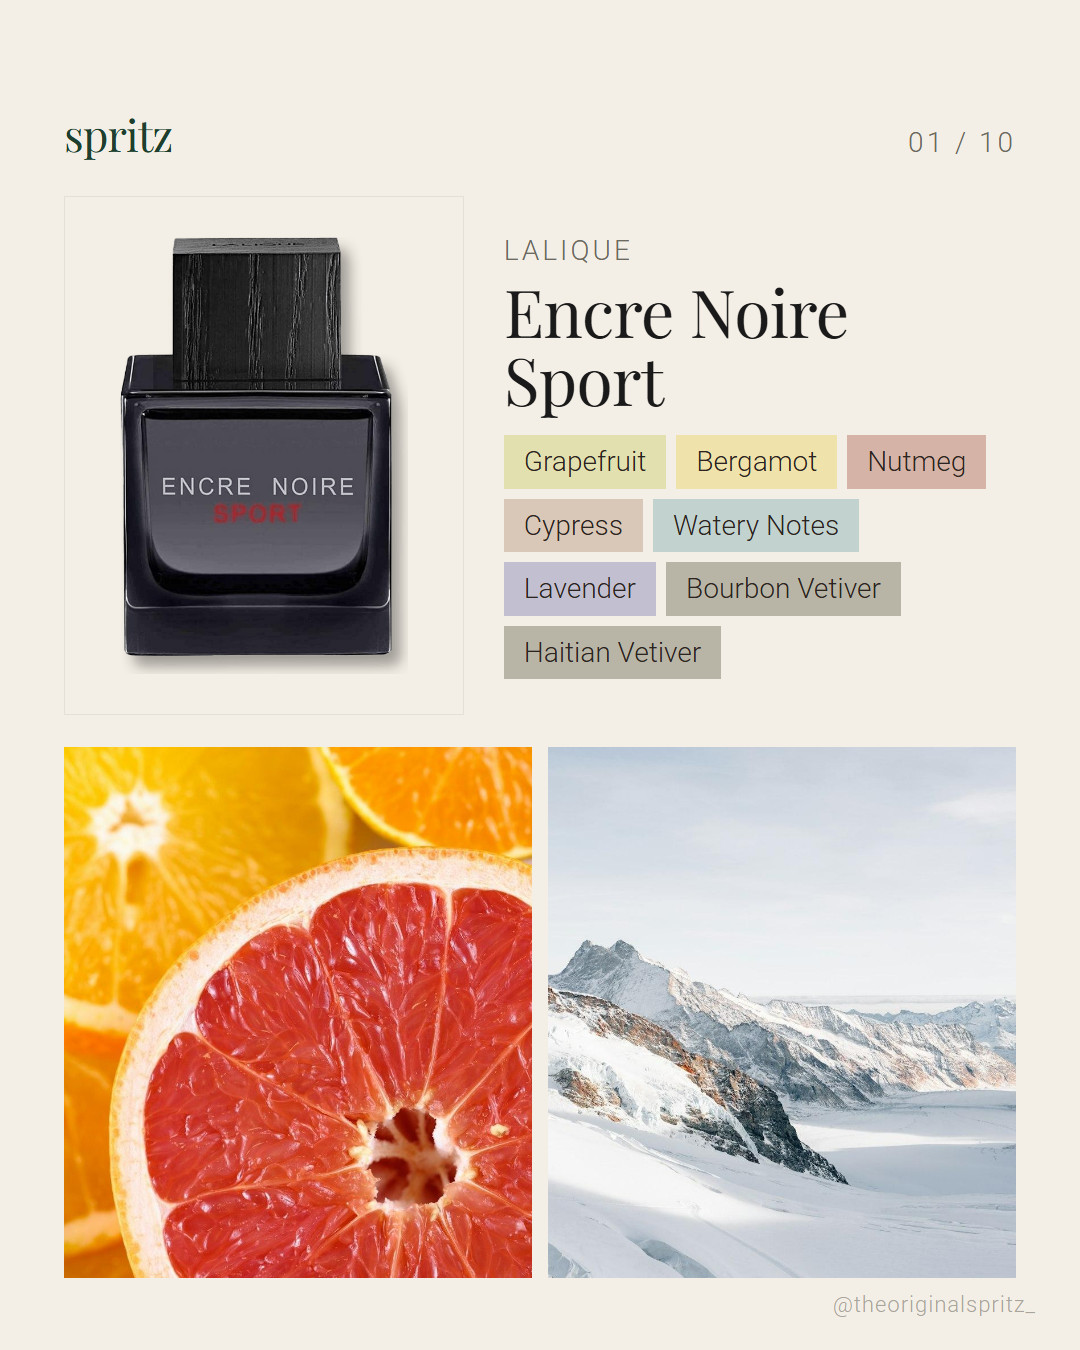 spritz
01 / 10
LALIQUE
LALIQUE
Encre Noire
Sport
ENCRE NOIRE
SPORT
Grapefruit
Bergamot
Nutmeg
Cypress
Watery Notes
Lavender
Bourbon Vetiver
Haitian Vetiver
@theoriginalspritz_